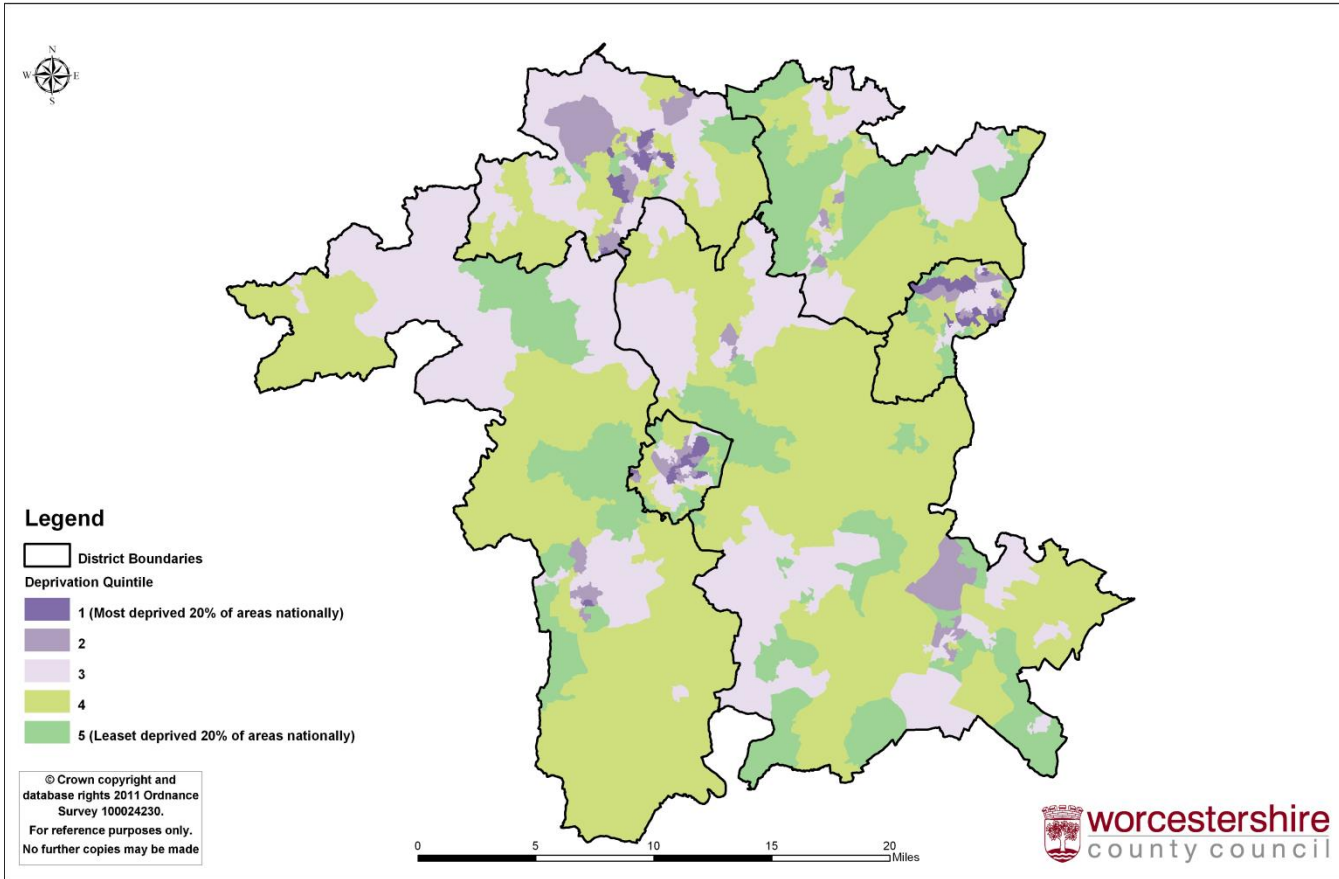 N
W E
S
Legend
District Boundaries
Deprivation Quintile
1 (Most deprived 20% of areas nationally)
2
3
4
5 (Leaset deprived 20% of areas nationally)
© Crown copyright and
database rights 2011 Ordnance
Survey 100024230.
For reference purposes only.
No further copies may be made
0 5 10 15 20
Miles
worcestershire
county council